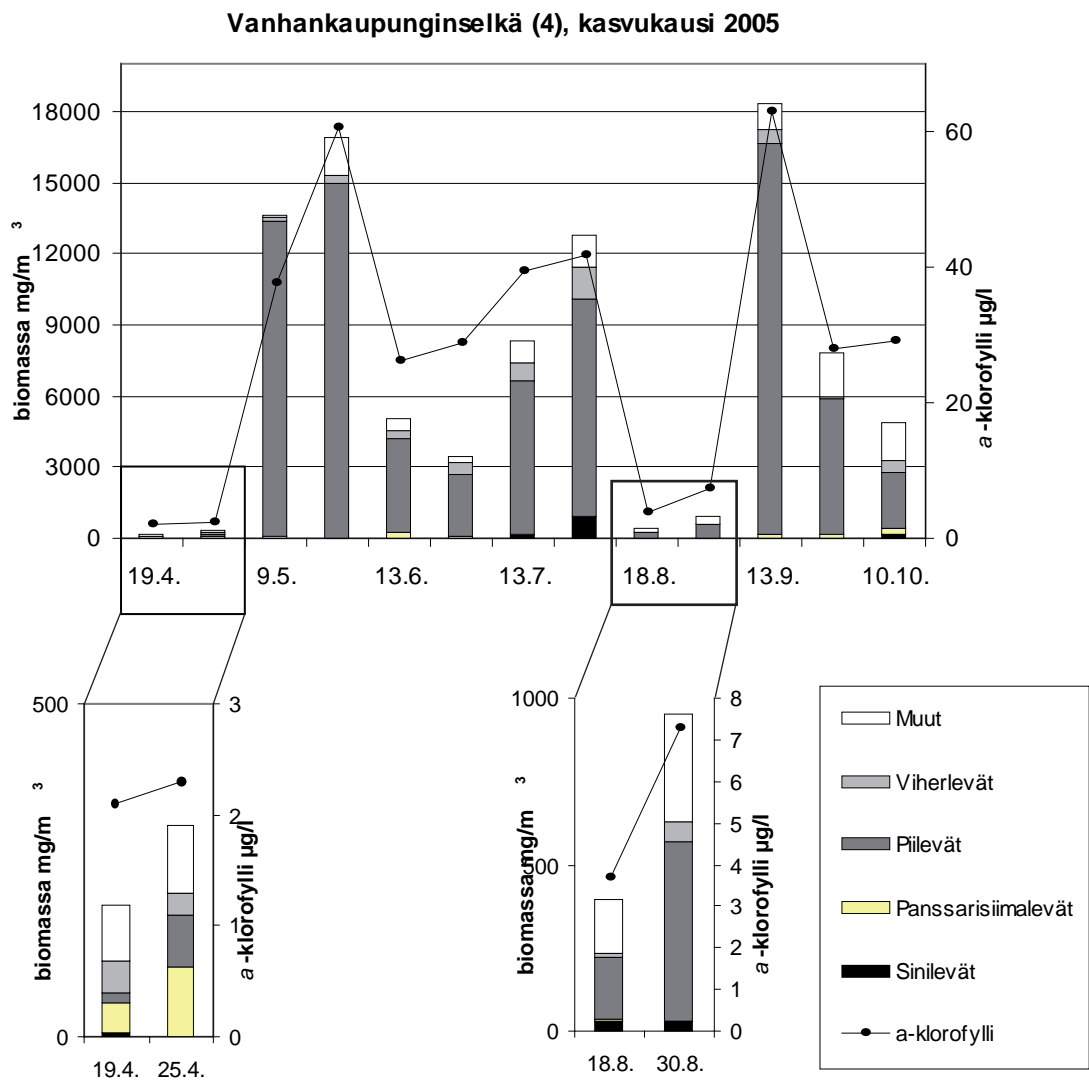 Vanhankaupunginselkä (4), kasvukausi 2005
18000
15000
12000
9000
6000
3000
0
biomassa mg/m 3
60
40
20
0
a -klorofylli µg/l
19.4. 9.5. 13.6. 13.7. 18.8. 13.9. 10.10.
500
0
biomassa mg/m 3
3
2
1
0
a -klorofylli µg/l
19.4. 25.4.
1000
500
0
biomassa mg/m 3
8
7
6
5
4
3
2
1
0
a -klorofylli µg/l
18.8. 30.8.
Muut
Viherlevät
Piilevät
Panssarisiimalevät
Sinilevät
a-klorofylli